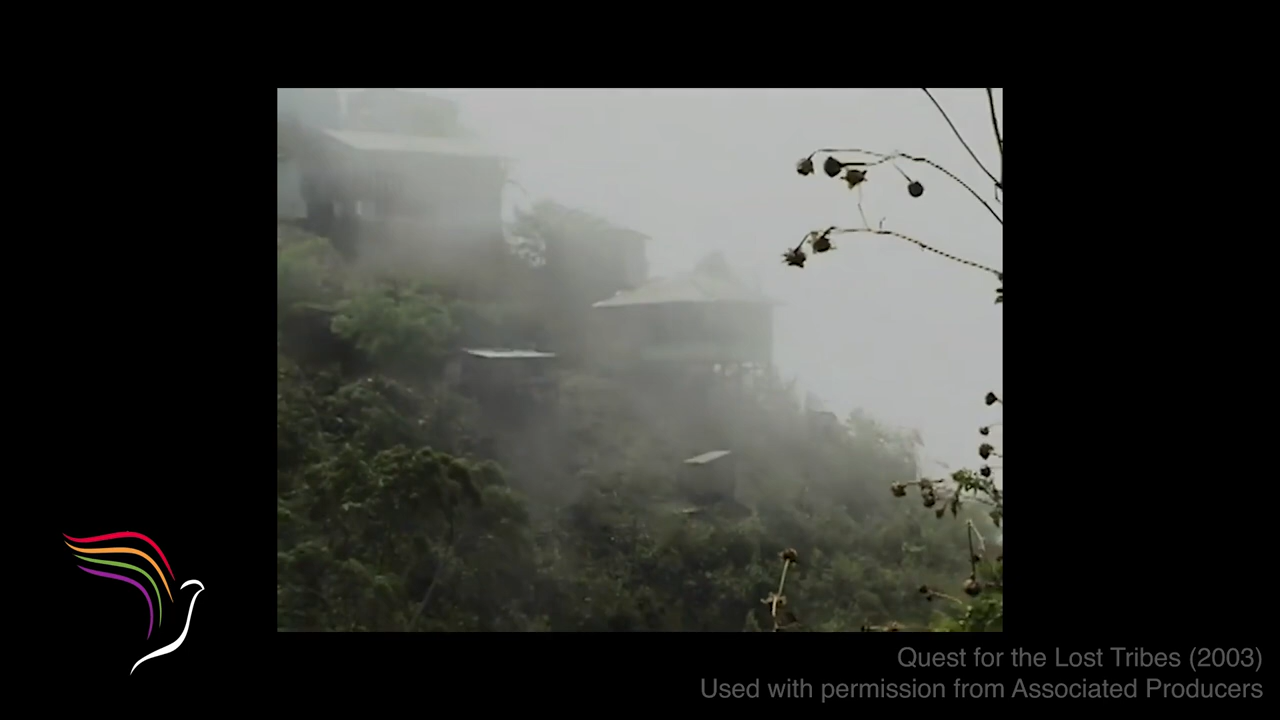 Quest for the Lost Tribes (2003)
Used with permission from Associated Producers